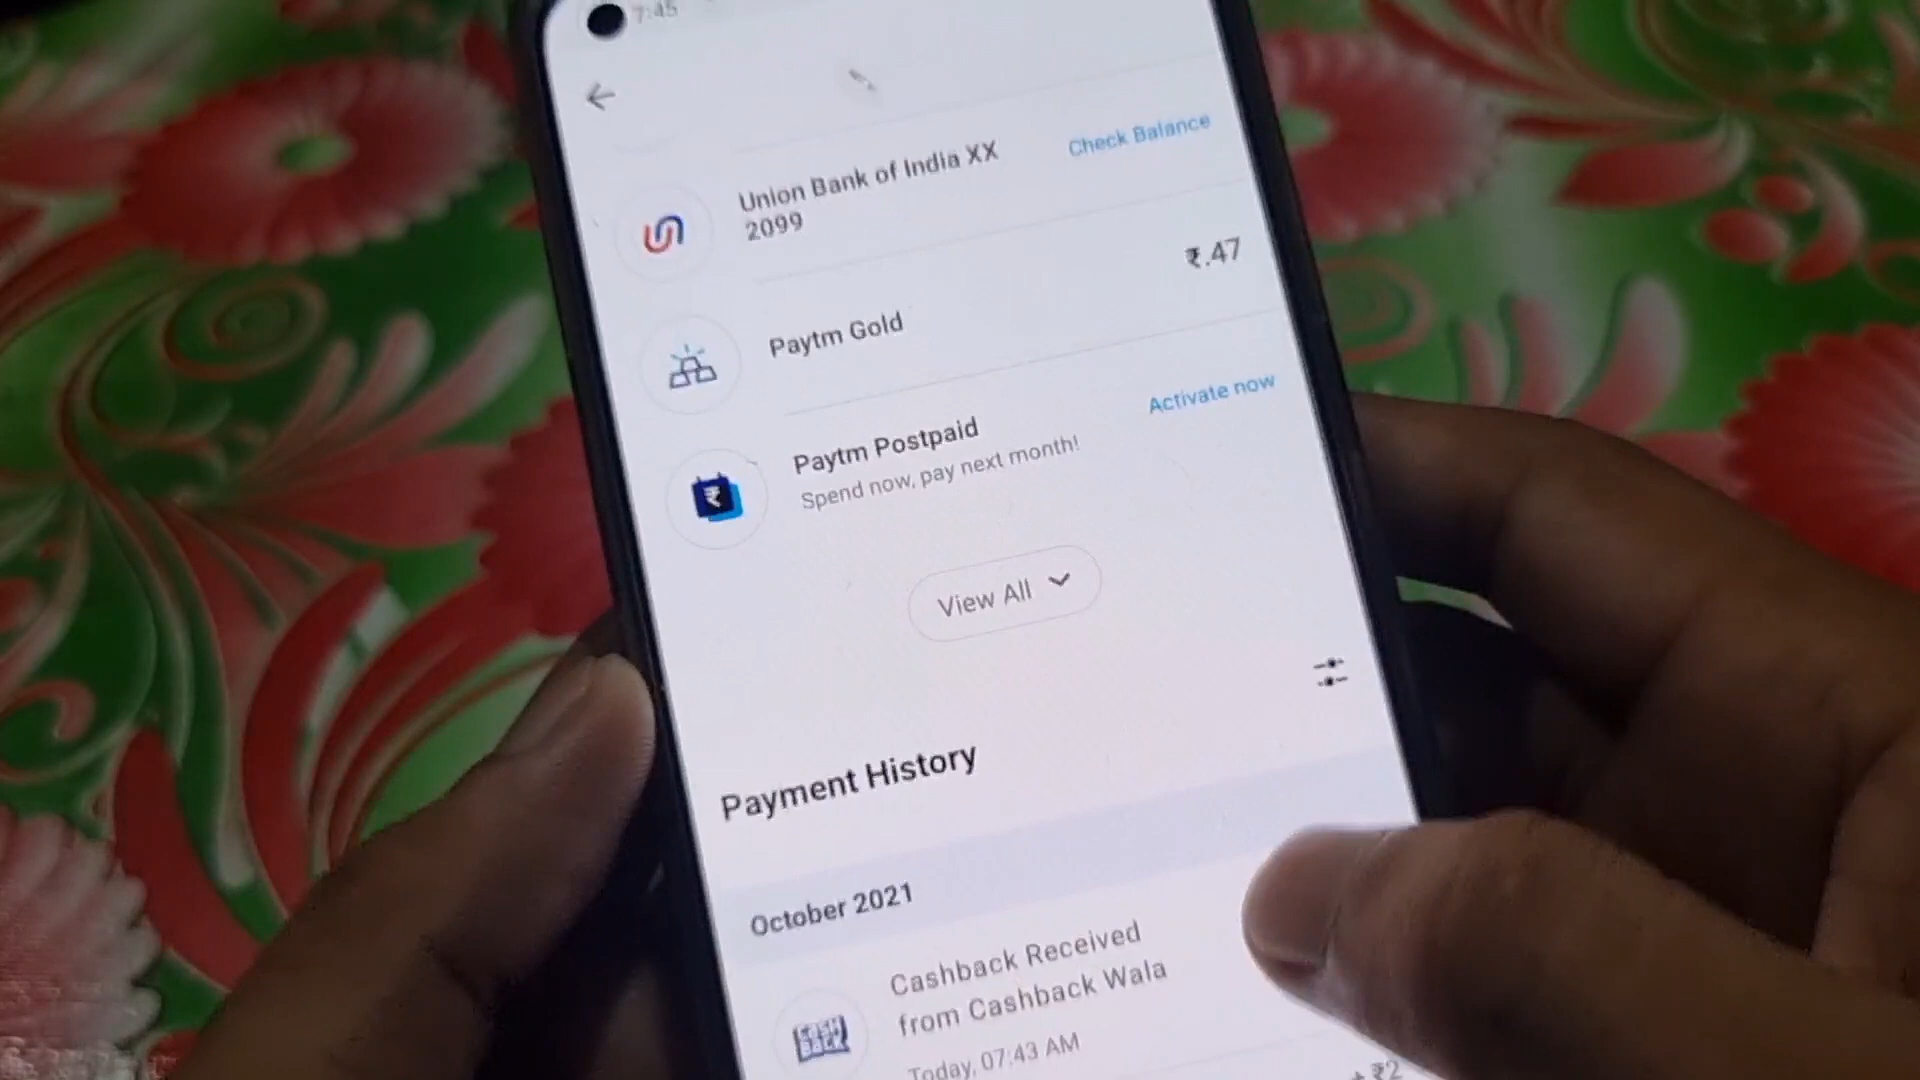 7:45
Union Bank of India XX
2099
Check Balance
Paytm Gold
₹.47
Paytm Postpaid
Spend now, pay next month!
Activate now
View All
Payment History
October 2021
Cashback Received
from Cashback Wala
Today, 07:43 AM
+ ₹2
CASH
BACK